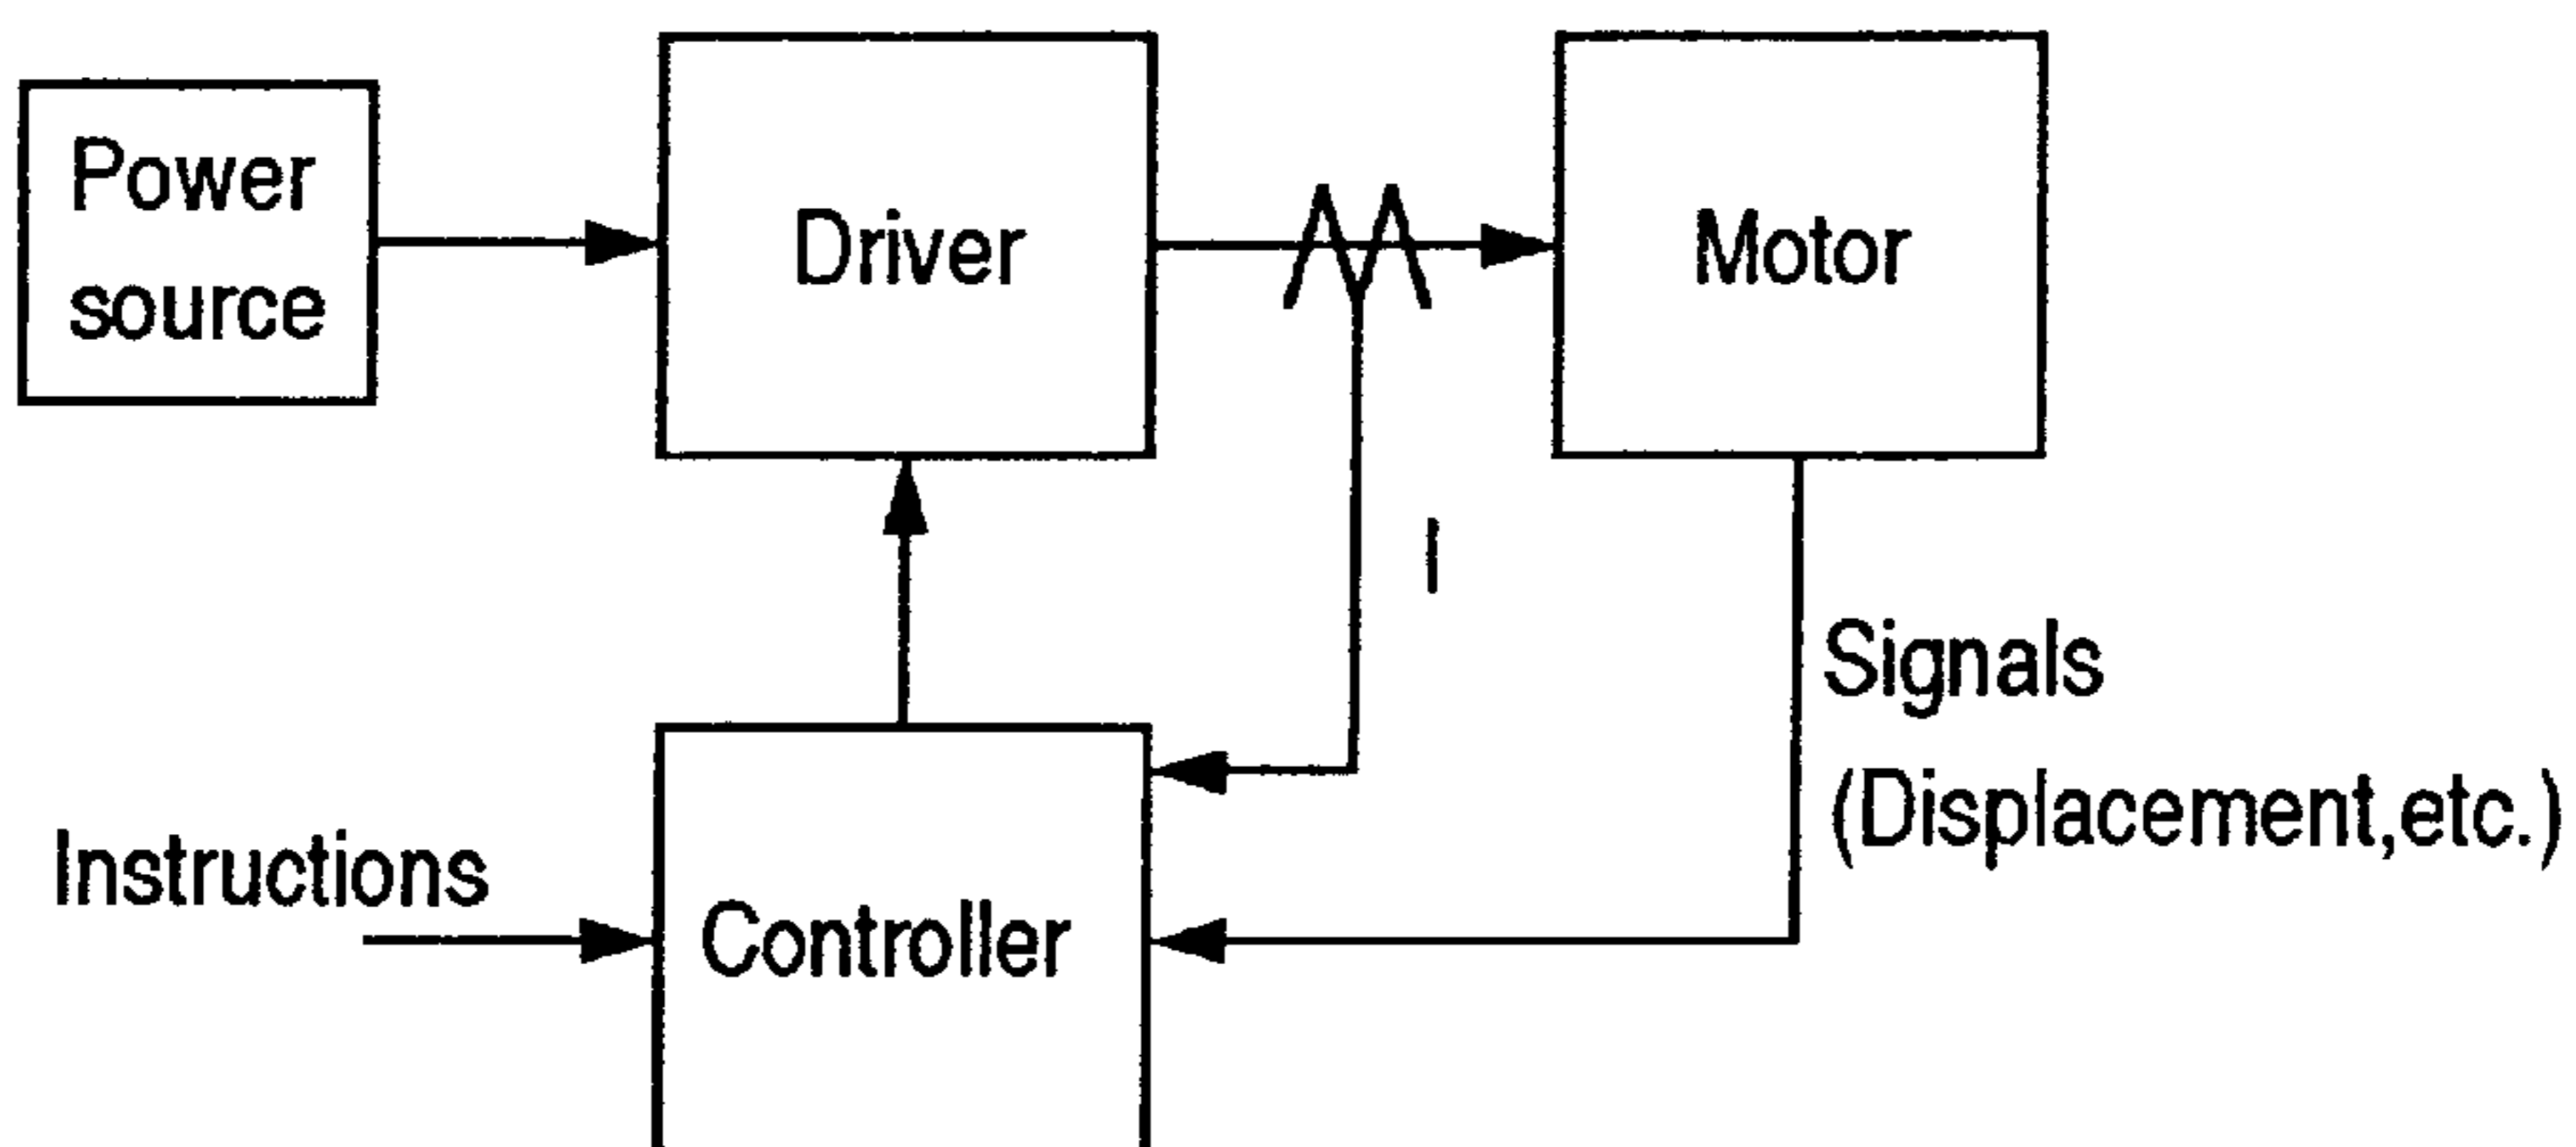 Power
source
Driver
Motor
I
Signals
(Displacement,etc.)
Instructions
Controller